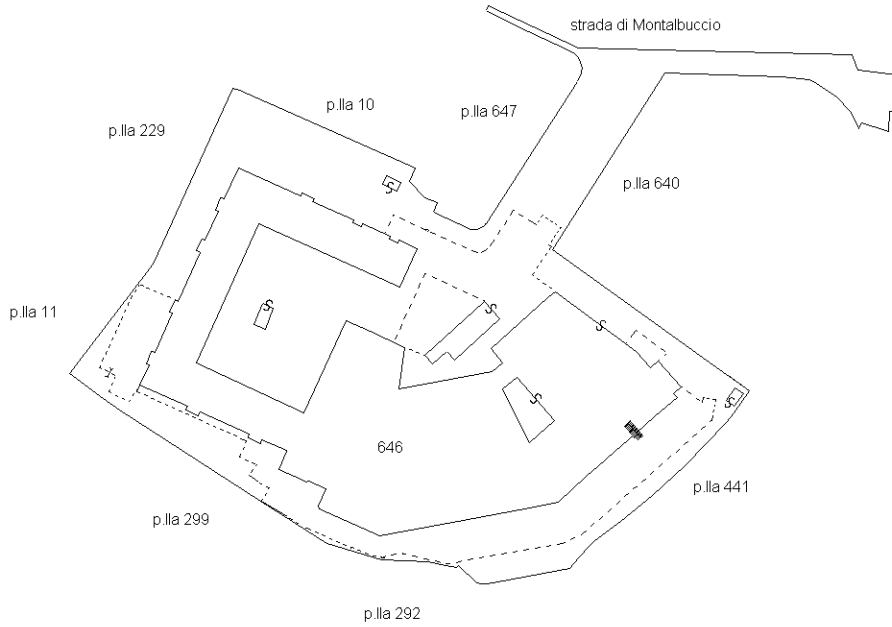 strada di Montalbuccio
p.lla 10
p.lla 647
p.lla 229
p.lla 640
p.lla 11
646
p.lla 441
p.lla 299
p.lla 292